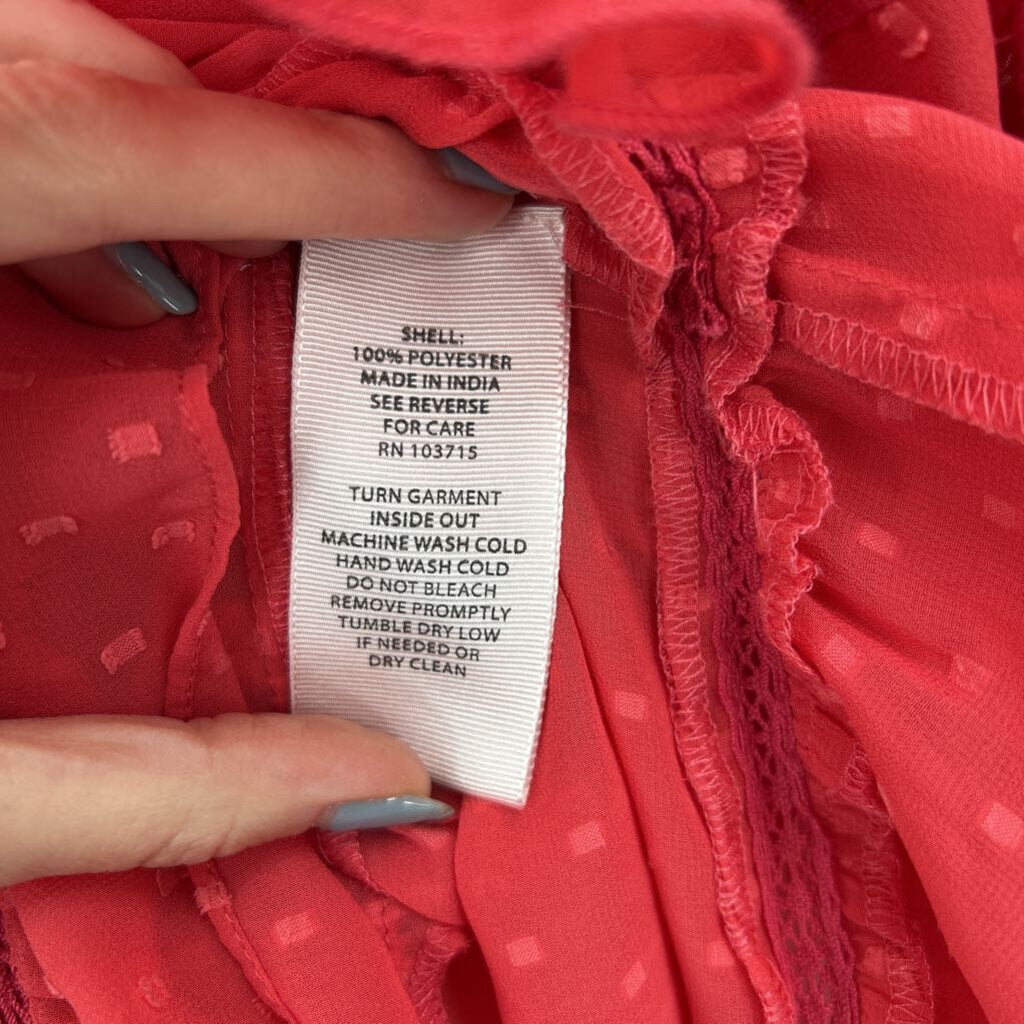 SHELL:
100% POLYESTER
MADE IN INDIA
SEE REVERSE
FOR CARE
RN 103715
TURN GARMENT
INSIDE OUT
MACHINE WASH COLD
HAND WASH COLD
DO NOT BLEACH
REMOVE PROMPTLY
TUMBLE DRY LOW
IF NEEDED OR
DRY CLEAN